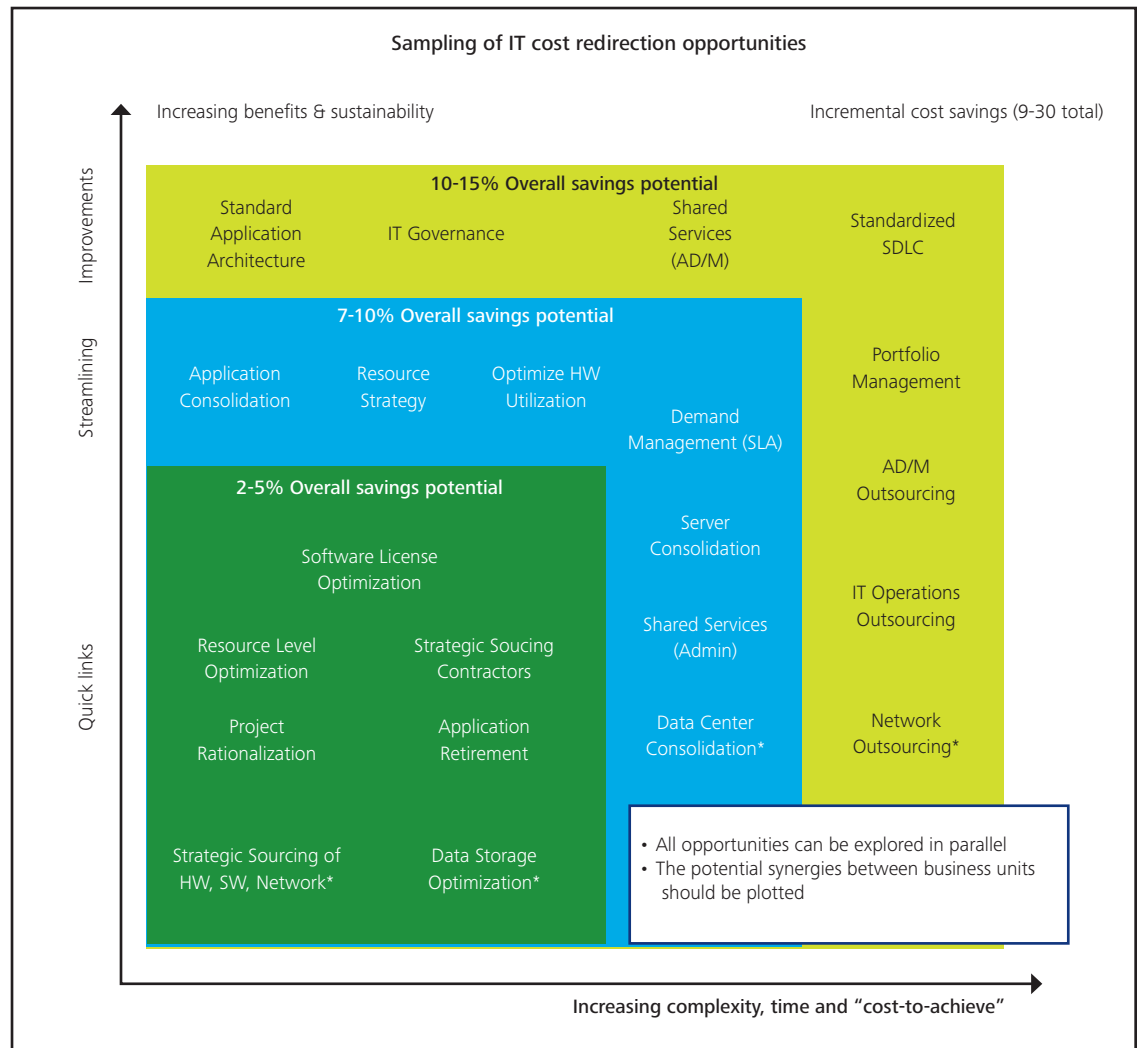 Sampling of IT cost redirection opportunities
Increasing benefits & sustainability
Incremental cost savings (9-30 total)
Improvements
10-15% Overall savings potential
Standard
Application
Architecture
IT Governance
Shared
Services
(AD/M)
Standardized
SDLC
Streamlining
7-10% Overall savings potential
Application
Consolidation
Resource
Strategy
Optimize HW
Utilization
Demand
Management (SLA)
Server
Consolidation
Shared Services
(Admin)
Data Center
Consolidation*
Portfolio
Management
AD/M
Outsourcing
IT Operations
Outsourcing
Network
Outsourcing*
Quick links
2-5% Overall savings potential
Software License
Optimization
Resource Level
Optimization
Strategic Soucing
Contractors
Project
Rationalization
Application
Retirement
Strategic Sourcing of
HW, SW, Network*
Data Storage
Optimization*
• All opportunities can be explored in parallel
• The potential synergies between business units
should be plotted
Increasing complexity, time and “cost-to-achieve”